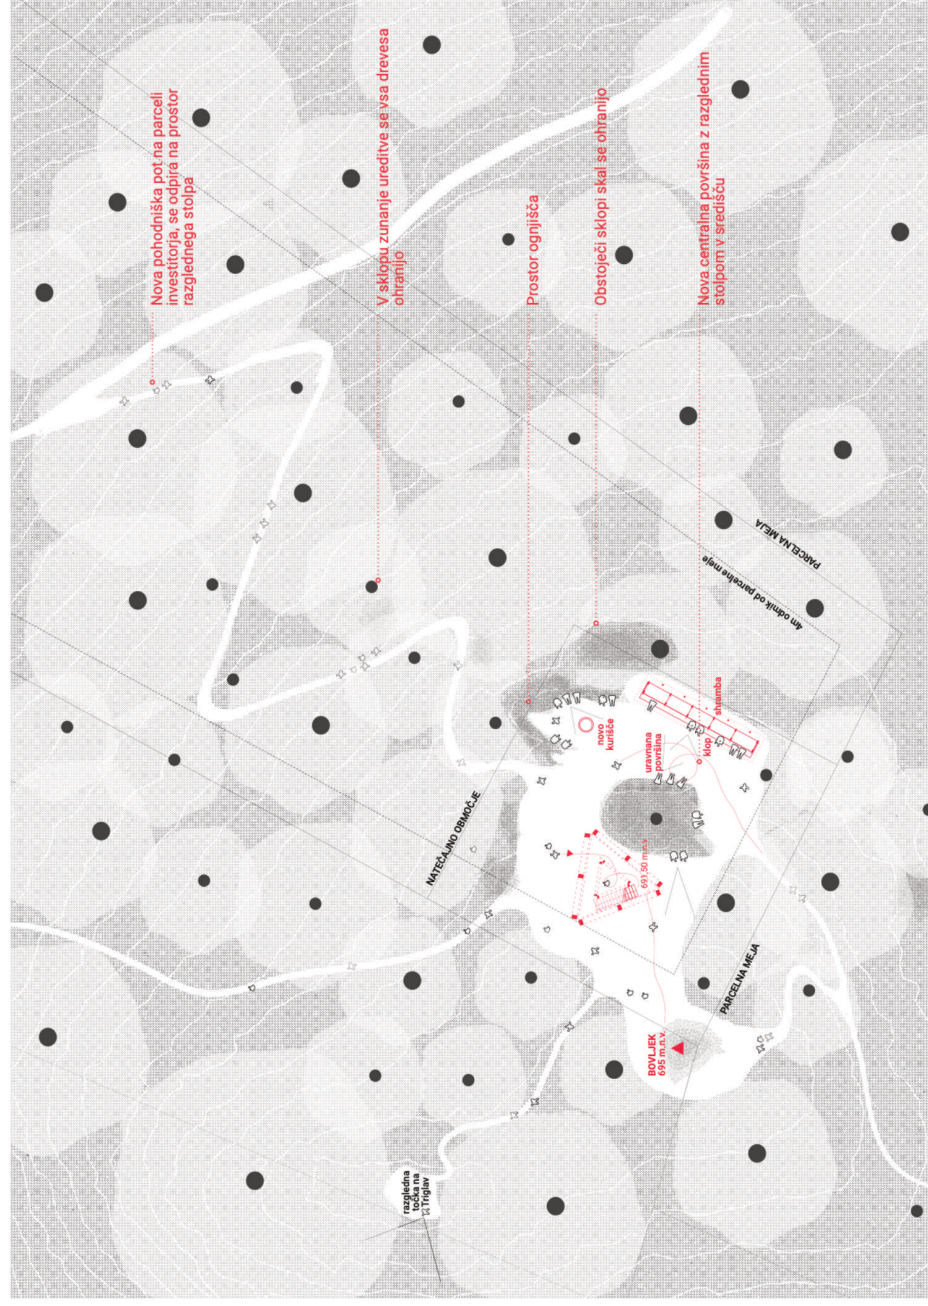 Nova pohodniška pot na parceli
investitorja, se odpira na prostor
razglednega stolpa
V sklopu zunanje ureditve se vsa drevesa
ohranijo
Prostor ognjišča
Obstoječi sklopi skal se ohranijo
Nova centralna površina z razglednim
stolpom v središču
PARCELNA MEJA
4m odmik od parcelne meje
NATEČAJNO OBMOČJE
novo
kurišče
uravnana
površina
klop
shramba
693,50 m.n.v.
PARCELNA MEJA
BOVLJEK
695 m.n.v.
razgledna
točka na
Triglav